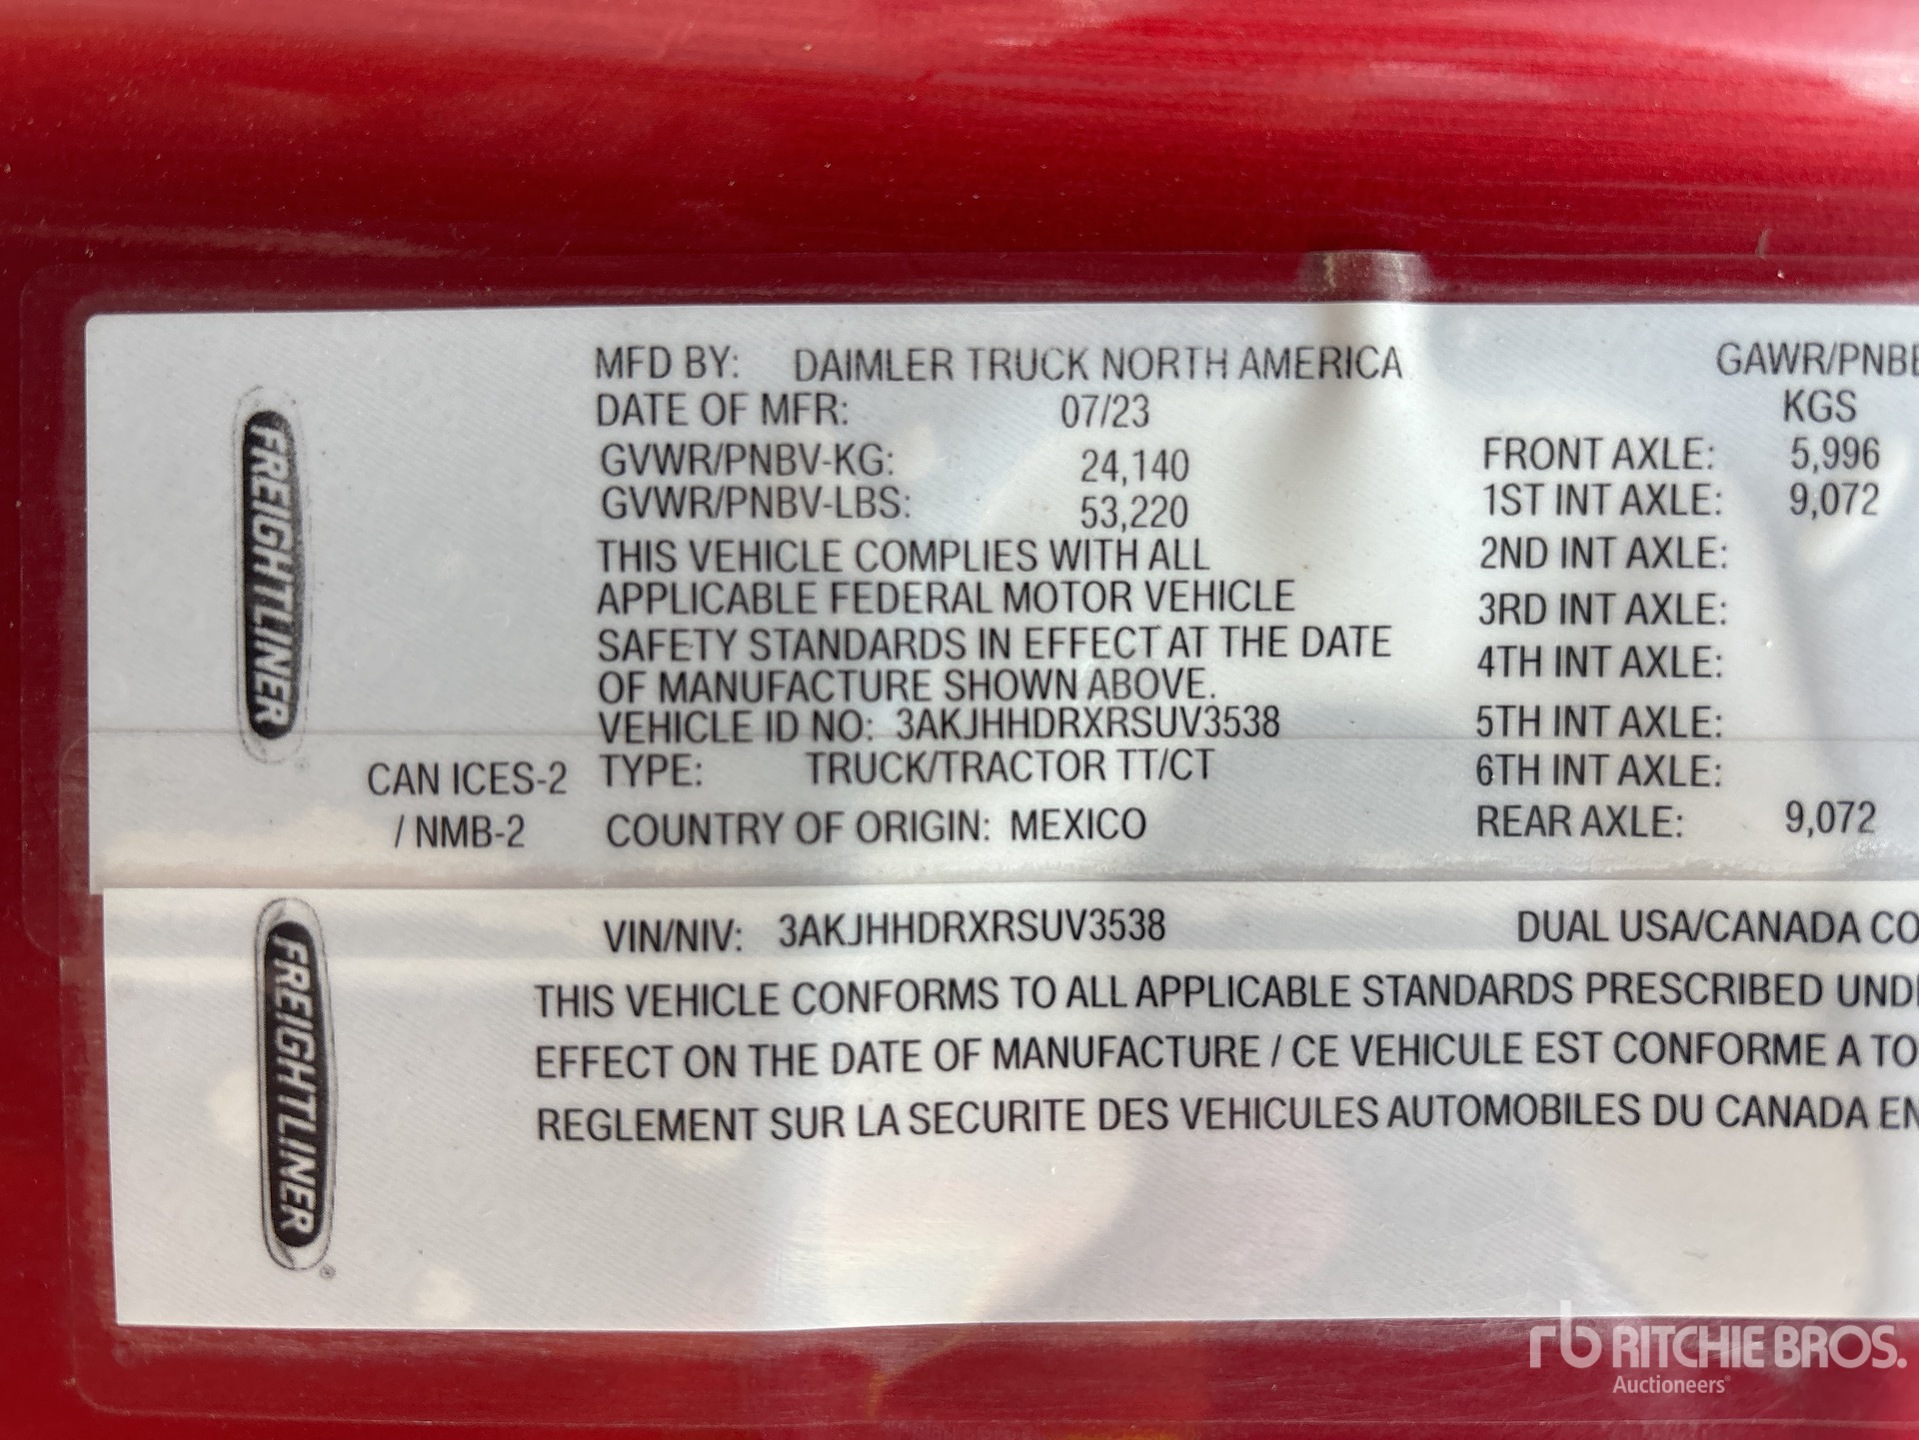 MFD BY: DAIMLER TRUCK NORTH AMERICA
DATE OF MFR: 07/23
GVWR/PNBV-KG: 24,140
GVWR/PNBV-LBS: 53,220
THIS VEHICLE COMPLIES WITH ALL
APPLICABLE FEDERAL MOTOR VEHICLE
SAFETY STANDARDS IN EFFECT AT THE DATE
OF MANUFACTURE SHOWN ABOVE.
VEHICLE ID NO: 3AKJHHDRXRSUV3538
TYPE: TRUCK/TRACTOR TT/CT
COUNTRY OF ORIGIN: MEXICO
FREIGHTLINER
CAN ICES-2
/ NMB-2
GAWR/PNBE
KGS
FRONT AXLE: 5,996
1ST INT AXLE: 9,072
2ND INT AXLE:
3RD INT AXLE:
4TH INT AXLE:
5TH INT AXLE:
6TH INT AXLE:
REAR AXLE: 9,072
FREIGHTLINER®
VIN/NIV: 3AKJHHDRXRSUV3538 DUAL USA/CANADA CO
THIS VEHICLE CONFORMS TO ALL APPLICABLE STANDARDS PRESCRIBED UND
EFFECT ON THE DATE OF MANUFACTURE / CE VEHICULE EST CONFORME A TO
REGLEMENT SUR LA SECURITE DES VEHICULES AUTOMOBILES DU CANADA EN
rb RITCHIE BROS.
Auctioneers®